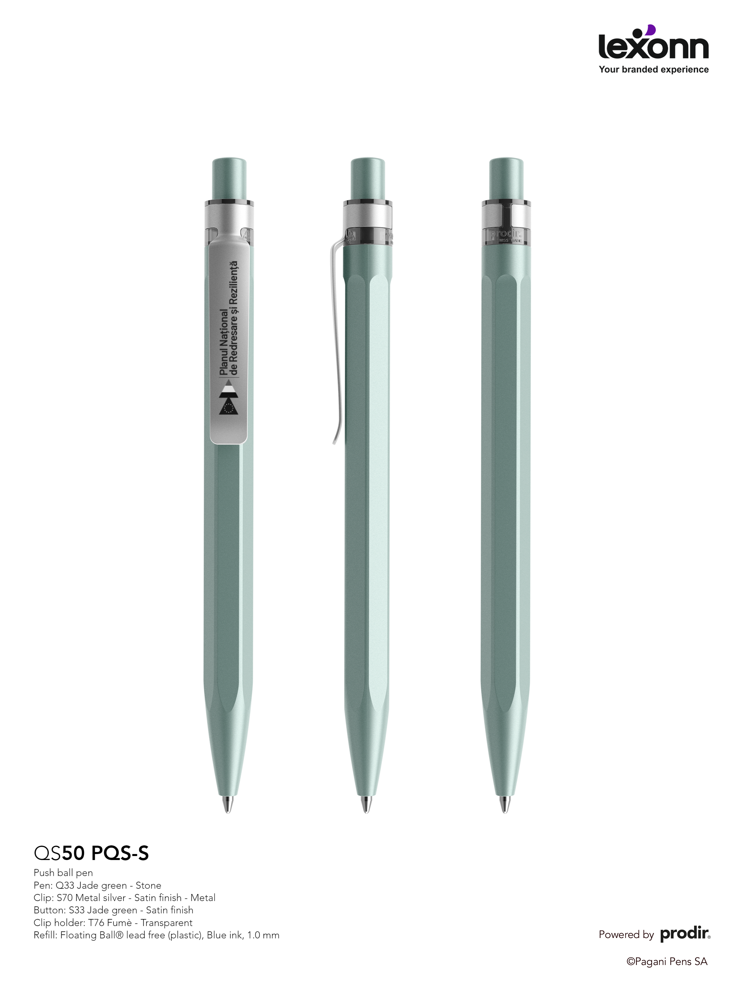 lexonn
Your branded experience
Planul Național
de Redresare și Reziliență
prodir
SWISS MADE
QS50 PQS-S
Push ball pen
Pen: Q33 Jade green - Stone
Clip: S70 Metal silver - Satin finish - Metal
Button: S33 Jade green - Satin finish
Clip holder: T76 Fumè - Transparent
Refill: Floating Ball® lead free (plastic), Blue ink, 1.0 mm
Powered by prodir®
©Pagani Pens SA